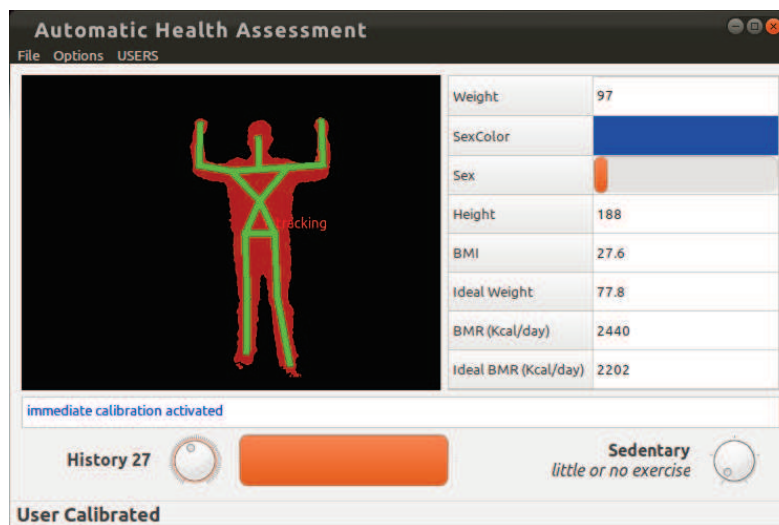 Automatic Health Assessment
File Options USERS
Weight 97
SexColor
Sex
Height 188
BMI 27.6
Ideal Weight 77.8
BMR (Kcal/day) 2440
Ideal BMR (Kcal/day) 2202
tracking
immediate calibration activated
History 27
Sedentary
little or no exercise
User Calibrated